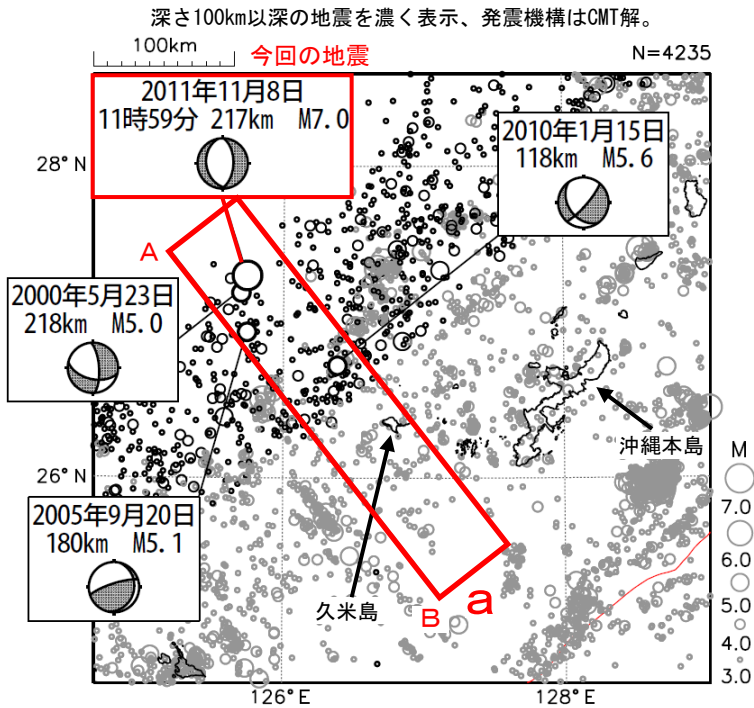 深さ100km以深の地震を濃く表示、発震機構はCMT解。
100km
今回の地震
N=4235
2011年11月8日
11時59分 217km M7.0
2010年1月15日
118km M5.6
28°N
A
2000年5月23日
218km M5.0
沖縄本島
26°N
M
7.0
6.0
5.0
4.0
3.0
2005年9月20日
180km M5.1
久米島
B
a
126°E
128°E